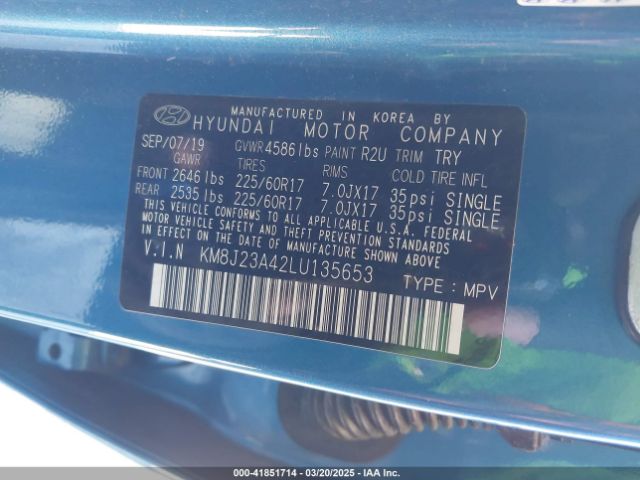 MANUFACTURED IN KOREA BY
HYUNDAI MOTOR COMPANY
SEP/07/19 GVWR 4586 lbs PAINT R2U TRIM TRY
GAWR TIRES RIMS COLD TIRE INFL
FRONT 2646 lbs 225/60R17 7.0JX17 35psi SINGLE
REAR 2535 lbs 225/60R17 7.0JX17 35psi SINGLE
THIS VEHICLE CONFORMS TO ALL APPLICABLE U.S.A. FEDERAL
MOTOR VEHICLE SAFETY AND THEFT PREVENTION STANDARDS
IN EFFECT ON THE DATE OF MANUFACTURE SHOWN ABOVE
V.I.N KM8J23A42LU135653
TYPE : MPV
000-41851714 - 03/20/2025 - IAA Inc.